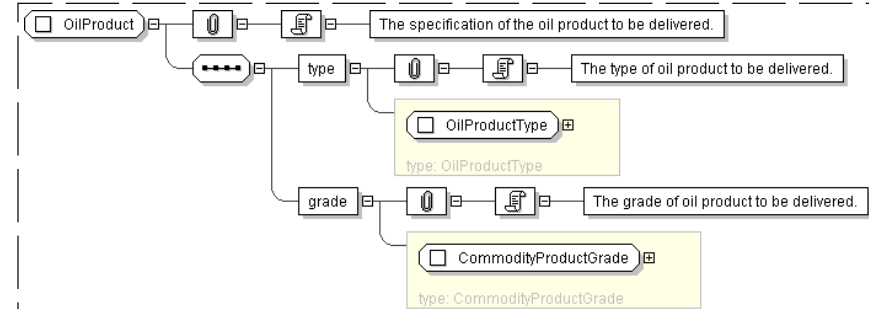 OilProduct
The specification of the oil product to be delivered.
type
The type of oil product to be delivered.
OilProductType
type: OilProductType
grade
The grade of oil product to be delivered.
CommodityProductGrade
type: CommodityProductGrade